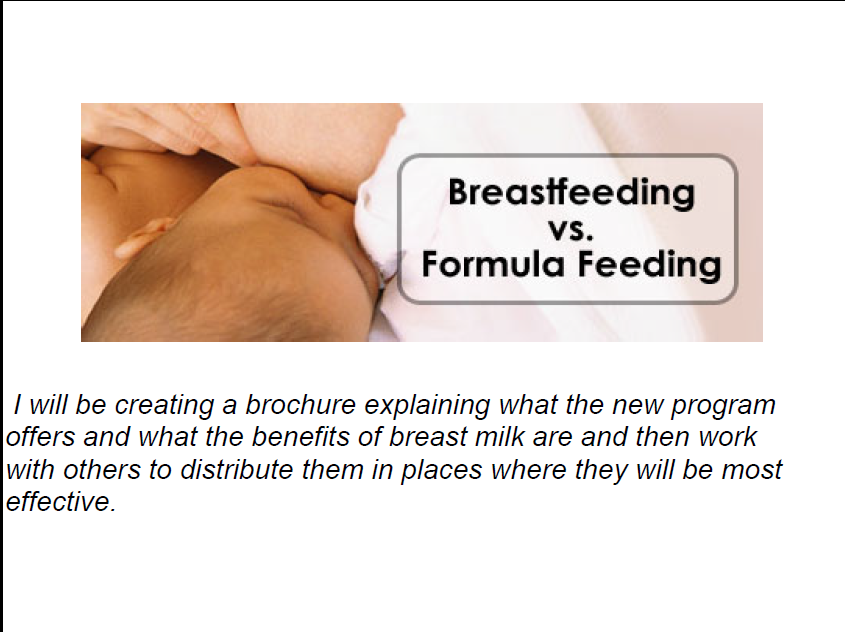 Breastfeeding
vs.
Formula Feeding
I will be creating a brochure explaining what the new program
offers and what the benefits of breast milk are and then work
with others to distribute them in places where they will be most
effective.